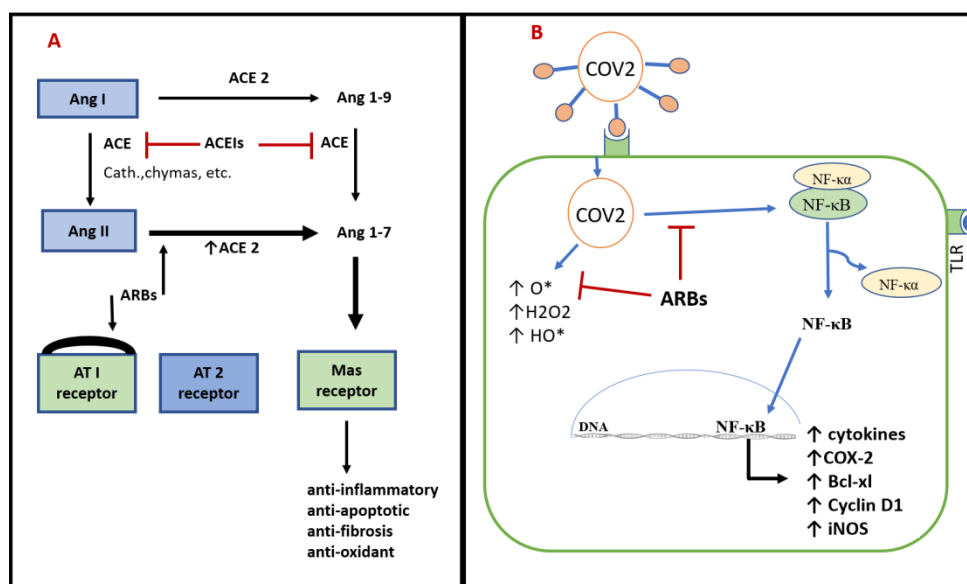 A
ACE 2
Ang I
Ang 1-9
ACE
ACEIs
ACE
Cath.,chymas, etc.
Ang II
↑ACE 2
Ang 1-7
ARBs
AT I
receptor
AT 2
receptor
Mas
receptor
anti-inflammatory
anti-apoptotic
anti-fibrosis
anti-oxidant
B
COV2
COV2
NF-κα
NF-κB
TLR
NF-κα
↑ O*
↑H2O2
↑ HO*
ARBs
NF-κB
DNA
NF-κB
↑ cytokines
↑COX-2
↑ Bcl-xl
↑ Cyclin D1
↑ iNOS